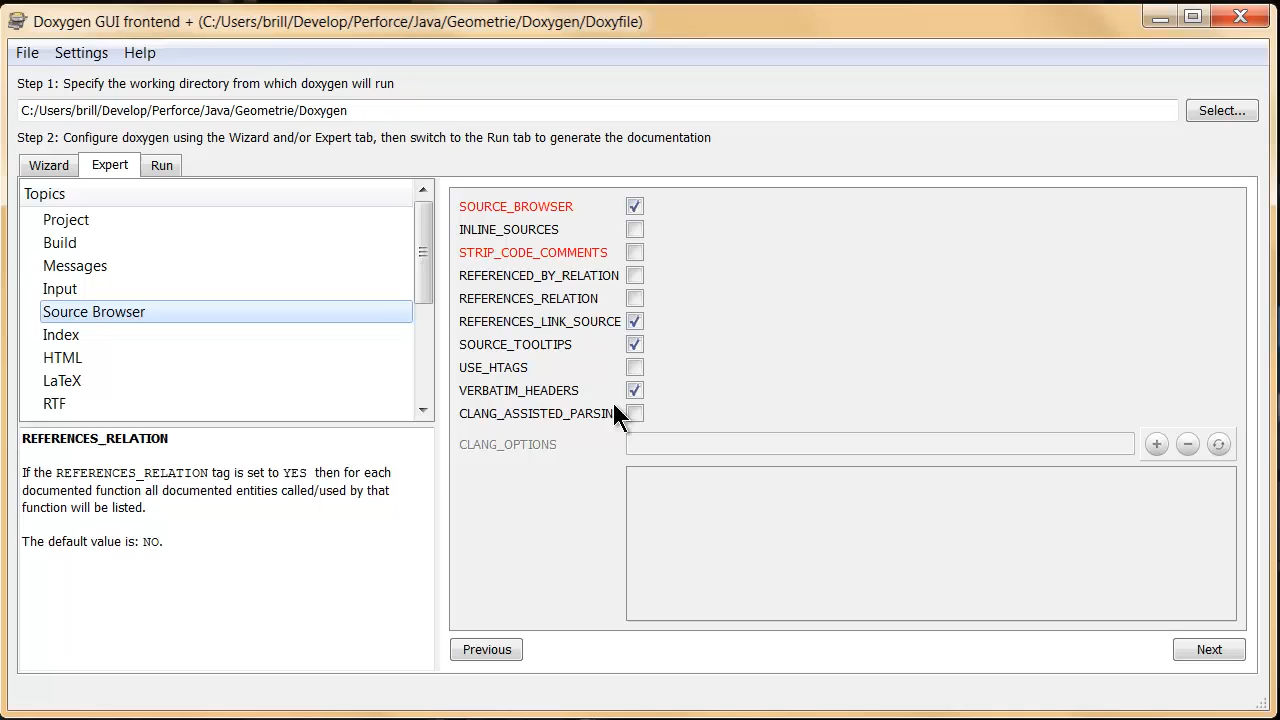 Doxygen GUI frontend + (C:/Users/brill/Develop/Perforce/Java/Geometrie/Doxygen/Doxyfile)
File Settings Help
Step 1: Specify the working directory from which doxygen will run
C:/Users/brill/Develop/Perforce/Java/Geometrie/Doxygen
Select...
Step 2: Configure doxygen using the Wizard and/or Expert tab, then switch to the Run tab to generate the documentation
Wizard Expert Run
Topics
Project
Build
Messages
Input
Source Browser
Index
HTML
LaTeX
RTF
REFERENCES_RELATION
If the REFERENCES_RELATION tag is set to YES then for each
documented function all documented entities called/used by that
function will be listed.
The default value is: NO.
SOURCE_BROWSER
INLINE_SOURCES
STRIP_CODE_COMMENTS
REFERENCED_BY_RELATION
REFERENCES_RELATION
REFERENCES_LINK_SOURCE
SOURCE_TOOLTIPS
USE_HTAGS
VERBATIM_HEADERS
CLANG_ASSISTED_PARSIN
CLANG_OPTIONS
Previous
Next